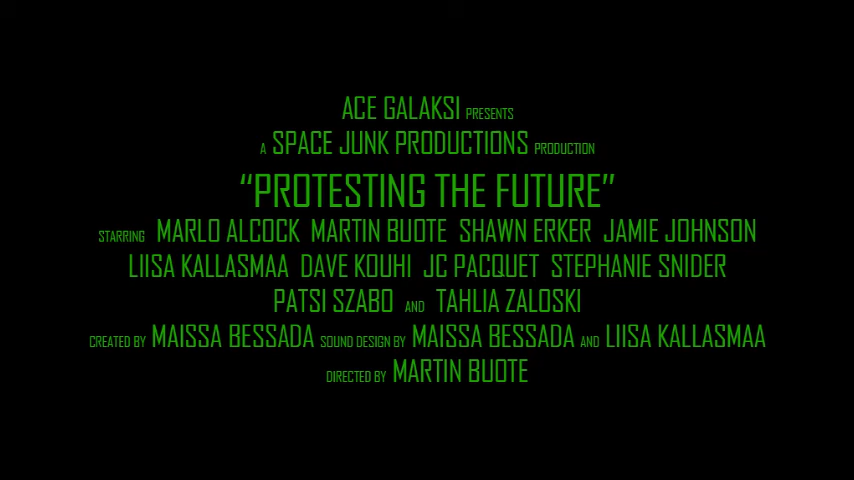 ACE GALAKSI PRESENTS
A SPACE JUNK PRODUCTIONS PRODUCTION
“PROTESTING THE FUTURE”
STARRING MARLO ALCOCK MARTIN BUOTE SHAWN ERKER JAMIE JOHNSON
LIISA KALLASMAA DAVE KOUHI JC PACQUET STEPHANIE SNIDER
PATSI SZABO AND TAHLIA ZALOSKI
CREATED BY MAISSA BESSADA SOUND DESIGN BY MAISSA BESSADA AND LIISA KALLASMAA
DIRECTED BY MARTIN BUOTE